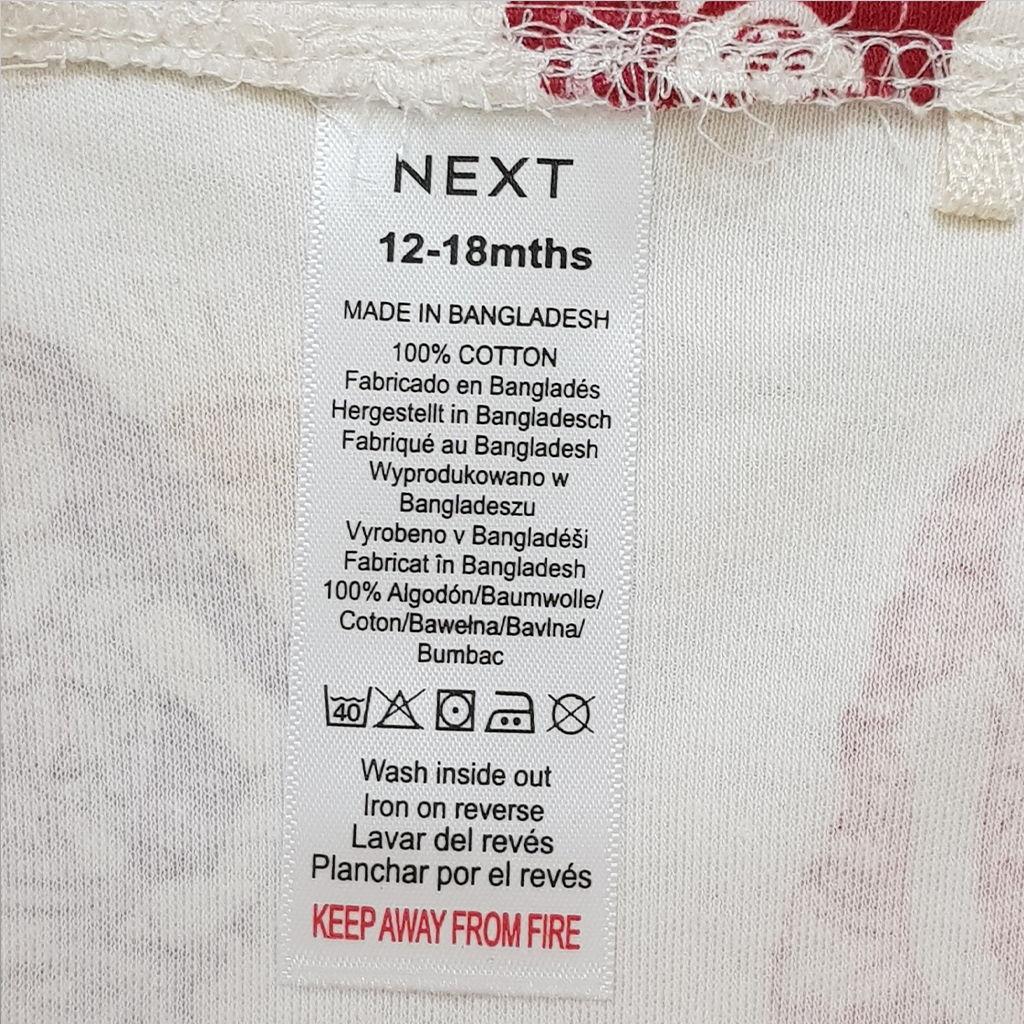 NEXT
12-18mths
MADE IN BANGLADESH
100% COTTON
Fabricado en Bangladés
Hergestellt in Bangladesch
Fabriqué au Bangladesh
Wyprodukowano w
Bangladeszu
Vyrobeno v Bangladéši
Fabricat în Bangladesh
100% Algodón/Baumwolle/
Coton/Bawełna/Bavlna/
Bumbac
40
Wash inside out
Iron on reverse
Lavar del revés
Planchar por el revés
KEEP AWAY FROM FIRE